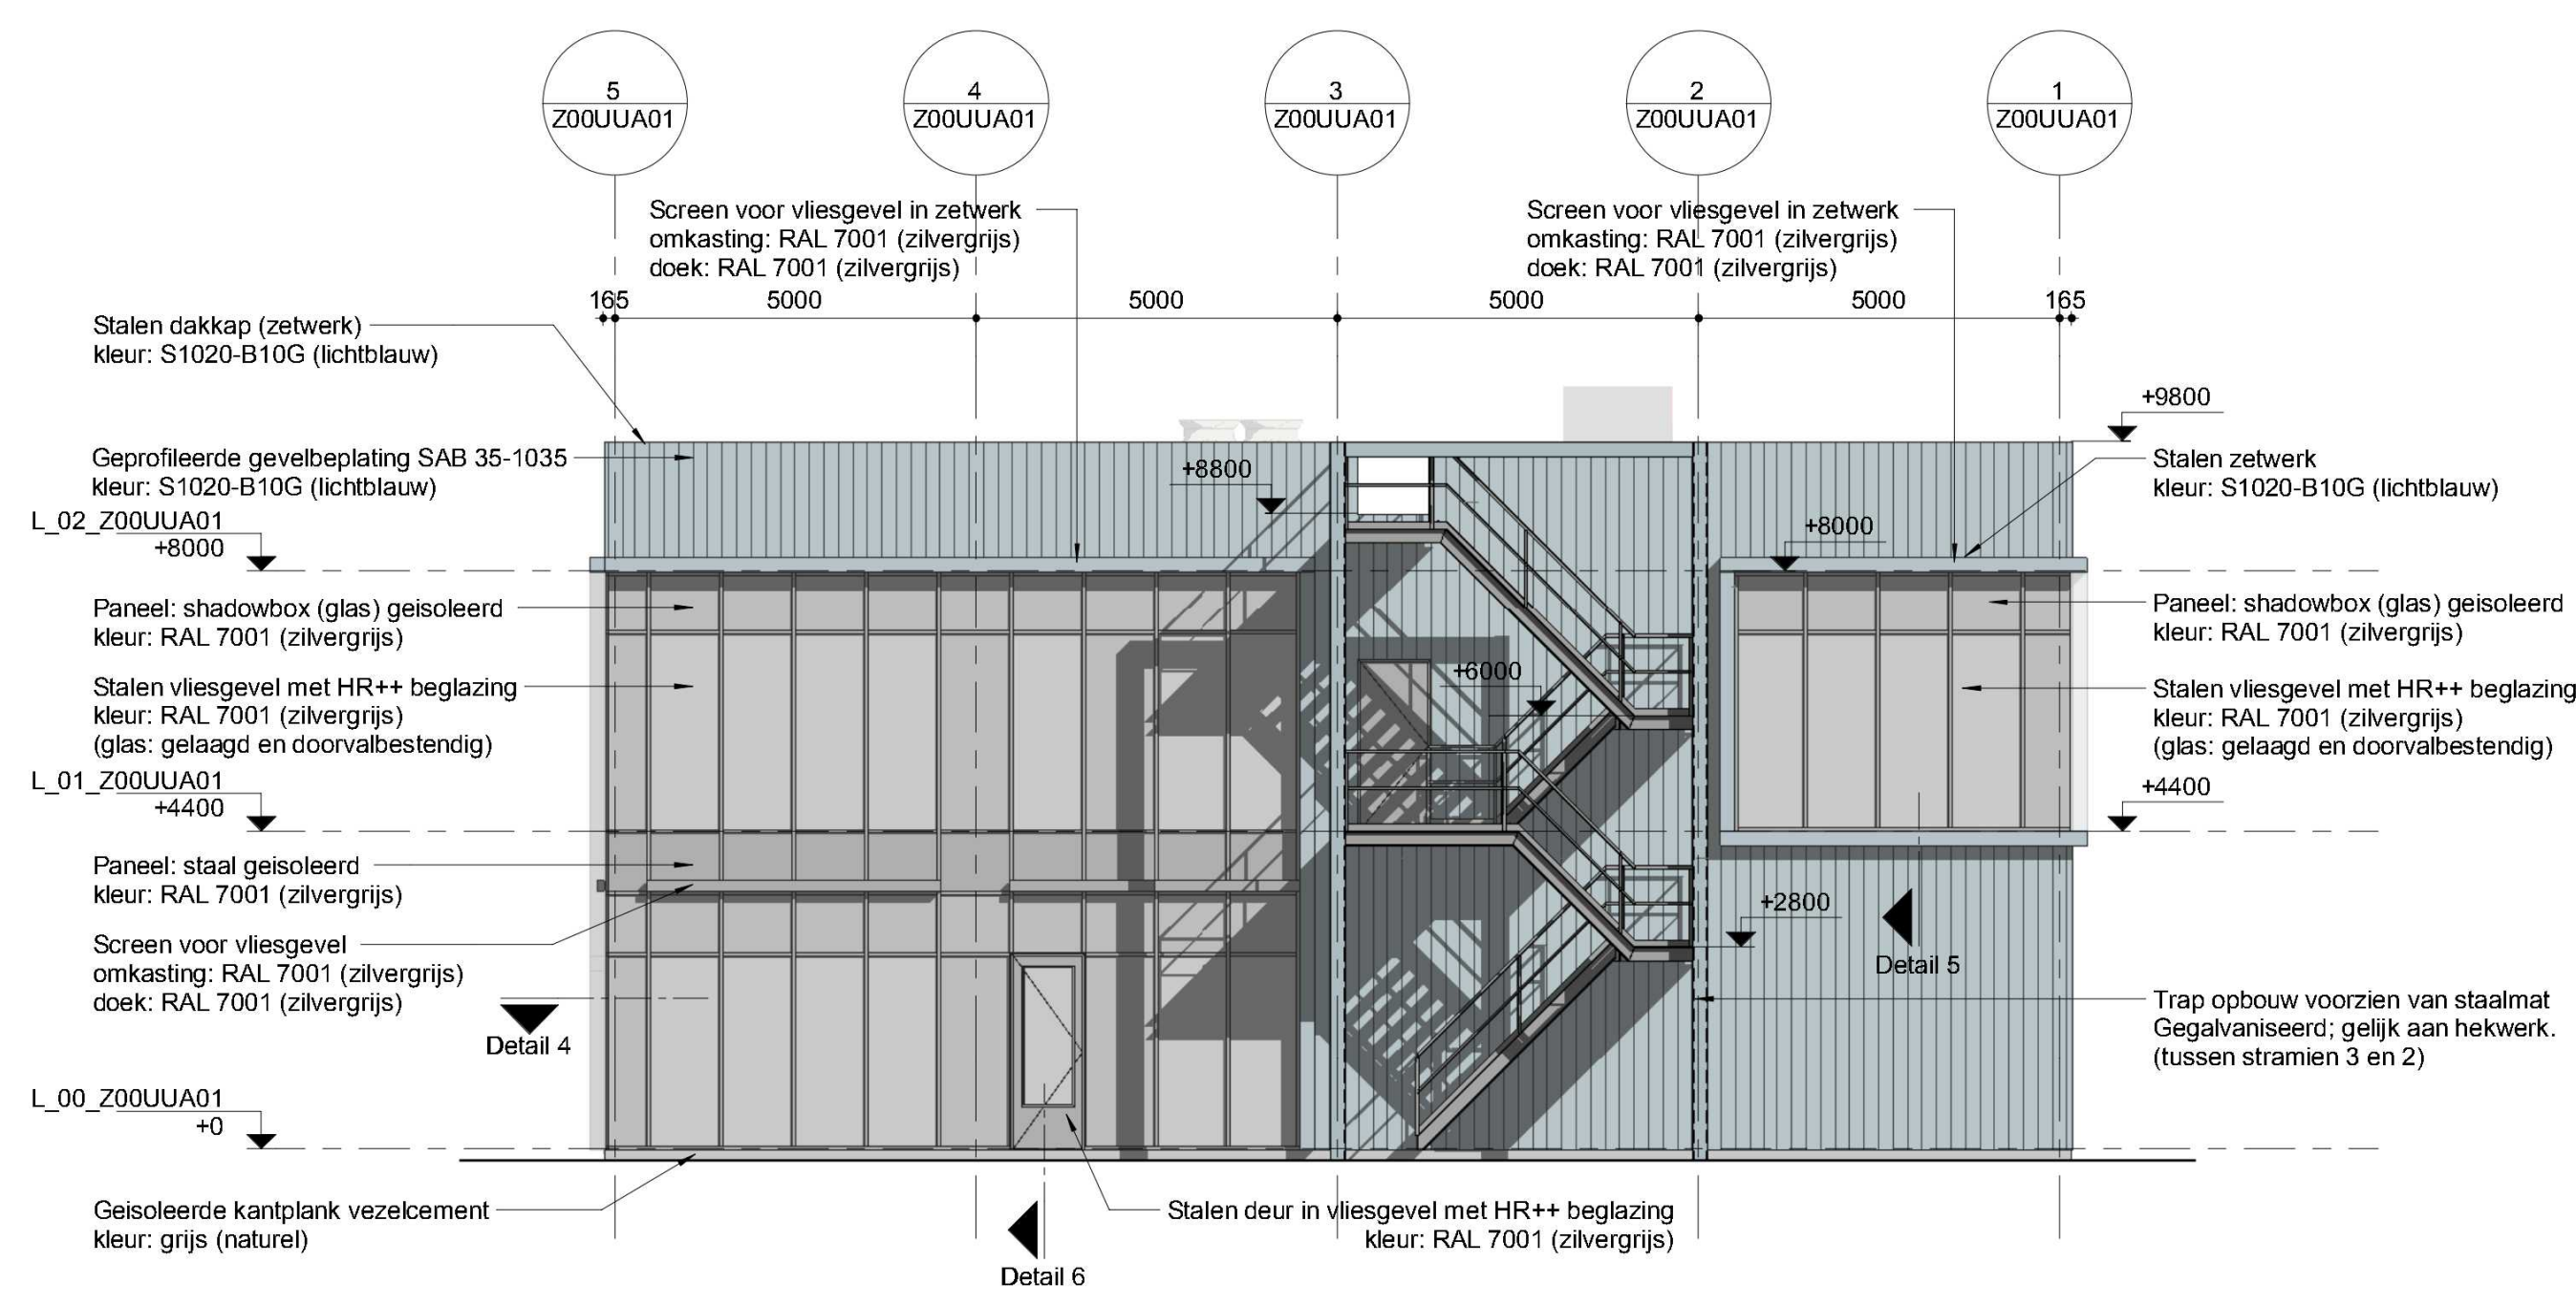 5
Z00UUA01
4
Z00UUA01
3
Z00UUA01
2
Z00UUA01
1
Z00UUA01
Screen voor vliesgevel in zetwerk
omkasting: RAL 7001 (zilvergrijs)
doek: RAL 7001 (zilvergrijs)
Screen voor vliesgevel in zetwerk
omkasting: RAL 7001 (zilvergrijs)
doek: RAL 7001 (zilvergrijs)
165
5000
5000
5000
5000
165
Stalen dakkap (zetwerk)
kleur: S1020-B10G (lichtblauw)
Geprofileerde gevelbeplating SAB 35-1035
kleur: S1020-B10G (lichtblauw)
L_02_Z00UUA01
+8000
Paneel: shadowbox (glas) geisoleerd
kleur: RAL 7001 (zilvergrijs)
Stalen vliesgevel met HR++ beglazing
kleur: RAL 7001 (zilvergrijs)
(glas: gelaagd en doorvalbestendig)
L_01_Z00UUA01
+4400
Paneel: staal geisoleerd
kleur: RAL 7001 (zilvergrijs)
Screen voor vliesgevel
omkasting: RAL 7001 (zilvergrijs)
doek: RAL 7001 (zilvergrijs)
Detail 4
L_00_Z00UUA01
+0
Geisoleerde kantplank vezelcement
kleur: grijs (naturel)
+8800
+6000
+8000
+2800
Detail 5
Stalen deur in vliesgevel met HR++ beglazing
kleur: RAL 7001 (zilvergrijs)
Detail 6
+9800
Stalen zetwerk
kleur: S1020-B10G (lichtblauw)
Paneel: shadowbox (glas) geisoleerd
kleur: RAL 7001 (zilvergrijs)
Stalen vliesgevel met HR++ beglazing
kleur: RAL 7001 (zilvergrijs)
(glas: gelaagd en doorvalbestendig)
+4400
Trap opbouw voorzien van staalmat
Gegalvaniseerd; gelijk aan hekwerk.
(tussen stramien 3 en 2)